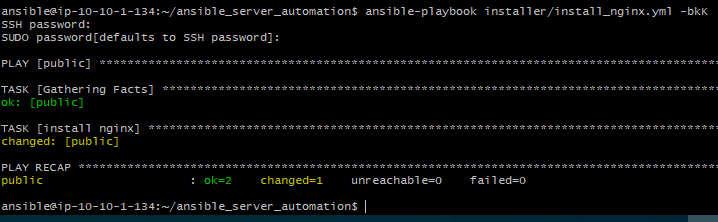 ansible@ip-10-10-1-134:~/ansible_server_automation$ ansible-playbook installer/install_nginx.yml -bkK
SSH password:
SUDO password[defaults to SSH password]:
PLAY [public] ******************************************************************************************
TASK [Gathering Facts] *********************************************************************************
ok: [public]
TASK [install nginx] ***********************************************************************************
changed: [public]
PLAY RECAP *********************************************************************************************
public : ok=2 changed=1 unreachable=0 failed=0
ansible@ip-10-10-1-134:~/ansible_server_automation$